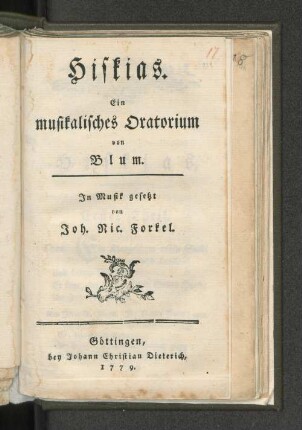 17
Hiskias.
Ein
musikalisches Oratorium
von
Blum.
In Musik gesetzt
von
Joh. Nic. Forkel.
Göttingen,
bey Johann Christian Dieterich,
1779.